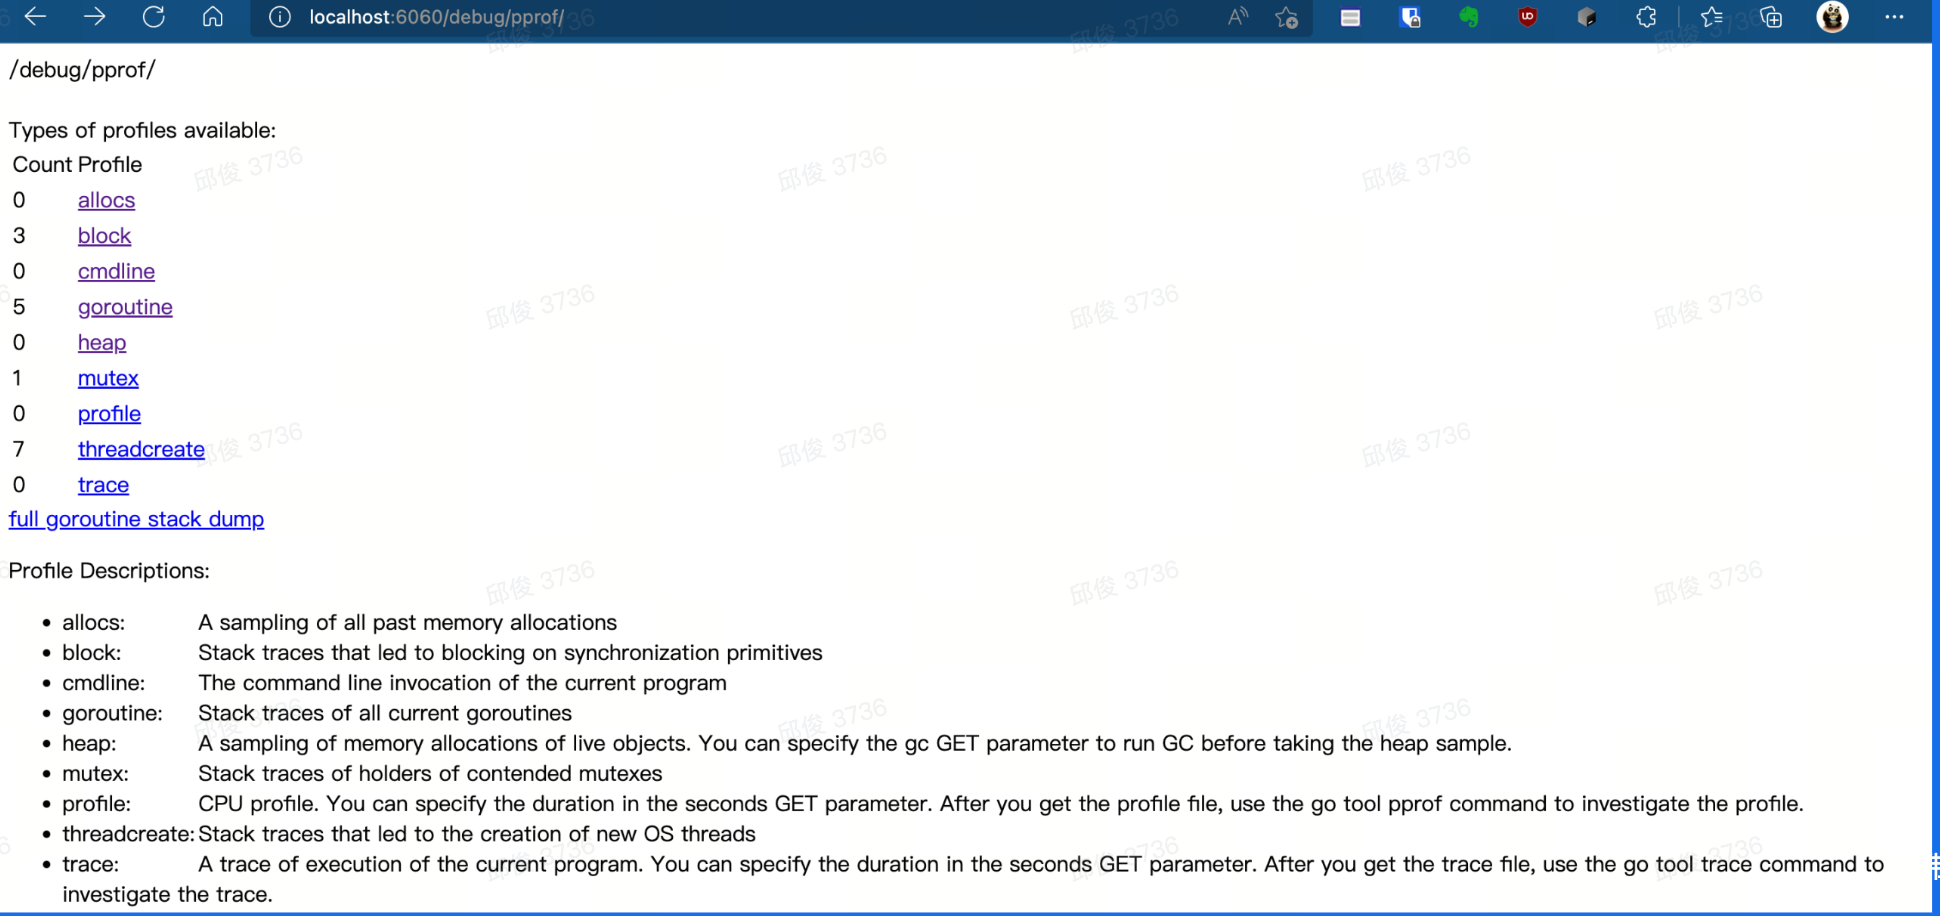 localhost:6060/debug/pprof/
/debug/pprof/
Types of profiles available:
Count Profile
0 allocs
3 block
0 cmdline
5 goroutine
0 heap
1 mutex
0 profile
7 threadcreate
0 trace
full goroutine stack dump
Profile Descriptions:
• allocs: A sampling of all past memory allocations
• block: Stack traces that led to blocking on synchronization primitives
• cmdline: The command line invocation of the current program
• goroutine: Stack traces of all current goroutines
• heap: A sampling of memory allocations of live objects. You can specify the gc GET parameter to run GC before taking the heap sample.
• mutex: Stack traces of holders of contended mutexes
• profile: CPU profile. You can specify the duration in the seconds GET parameter. After you get the profile file, use the go tool pprof command to investigate the profile.
• threadcreate: Stack traces that led to the creation of new OS threads
• trace: A trace of execution of the current program. You can specify the duration in the seconds GET parameter. After you get the trace file, use the go tool trace command to
investigate the trace.
邱俊 3736